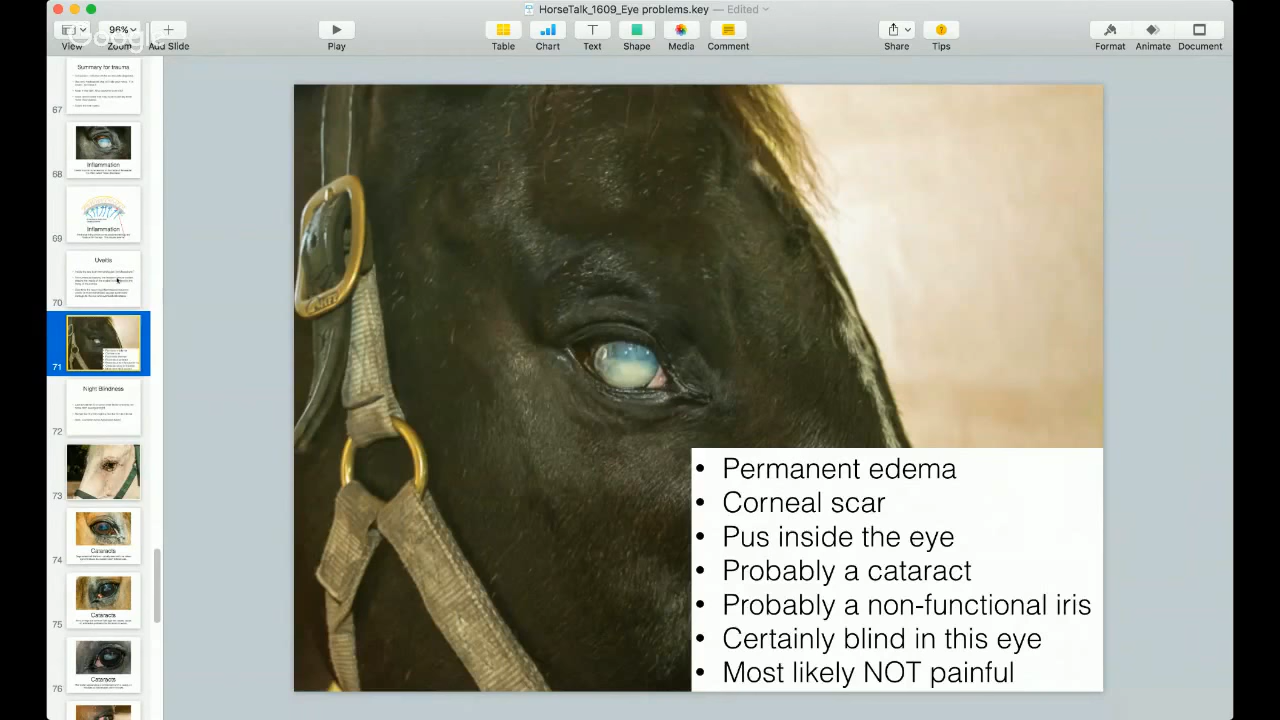 HorseTalk_1609_Eye problems.key — Edited
Google
96%
View
Zoom
Add Slide
Play
Table
Chart
Text
Shape
Media
Comment
Share
Tips
Format
Animate
Document
Summary for trauma
67
Inflammation
68
Inflammation
69
Uveitis
70
71
Night Blindness
72
73
Cataracts
74
Cataracts
75
Cataracts
76
• Permanent edema
• Corneal scar
• Pus inside the eye
• Probably a cataract
• Probably a non-functional iris
• Certainly blind in this eye
• Most likely NOT painful